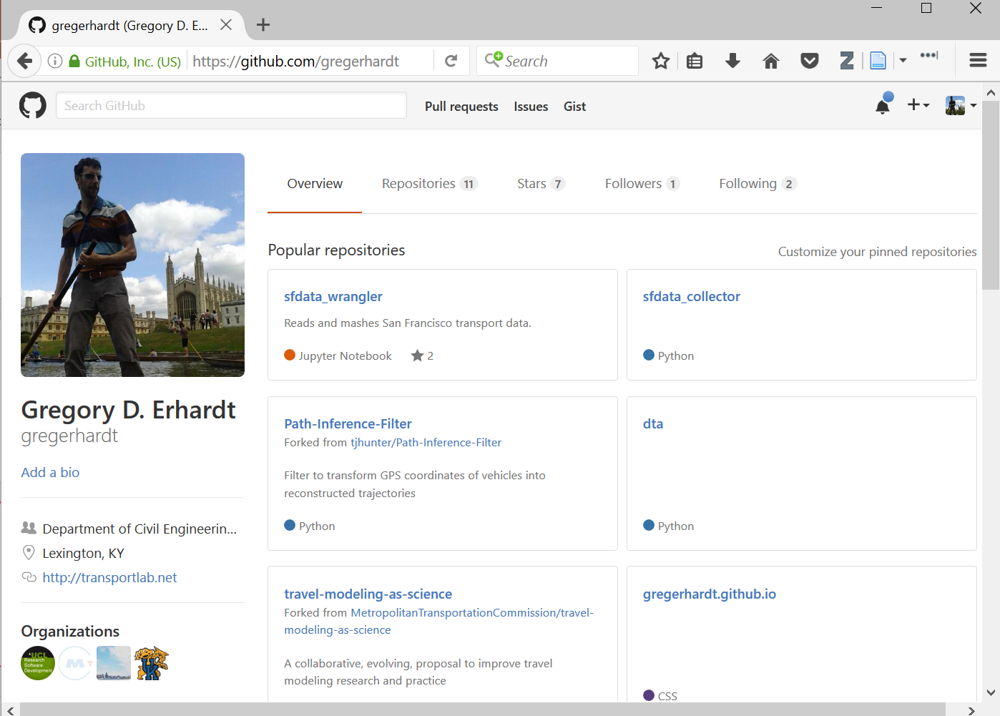 gregerhardt (Gregory D. E...
GitHub, Inc. (US)
https://github.com/gregerhardt
Search
Search GitHub
Pull requests
Issues
Gist
Overview
Repositories 11
Stars 7
Followers 1
Following 2
Popular repositories
Customize your pinned repositories
sfdata_wrangler
Reads and mashes San Francisco transport data.
Jupyter Notebook
2
sfdata_collector
Python
Path-Inference-Filter
Forked from tjhunter/Path-Inference-Filter
Filter to transform GPS coordinates of vehicles into
reconstructed trajectories
Python
dta
Python
travel-modeling-as-science
Forked from MetropolitanTransportationCommission/travel-
modeling-as-science
A collaborative, evolving, proposal to improve travel
modeling research and practice
gregerhardt.github.io
CSS
Gregory D. Erhardt
gregerhardt
Add a bio
Department of Civil Engineerin...
Lexington, KY
http://transportlab.net
Organizations
UCL
Research
Software
Development
M T
UK